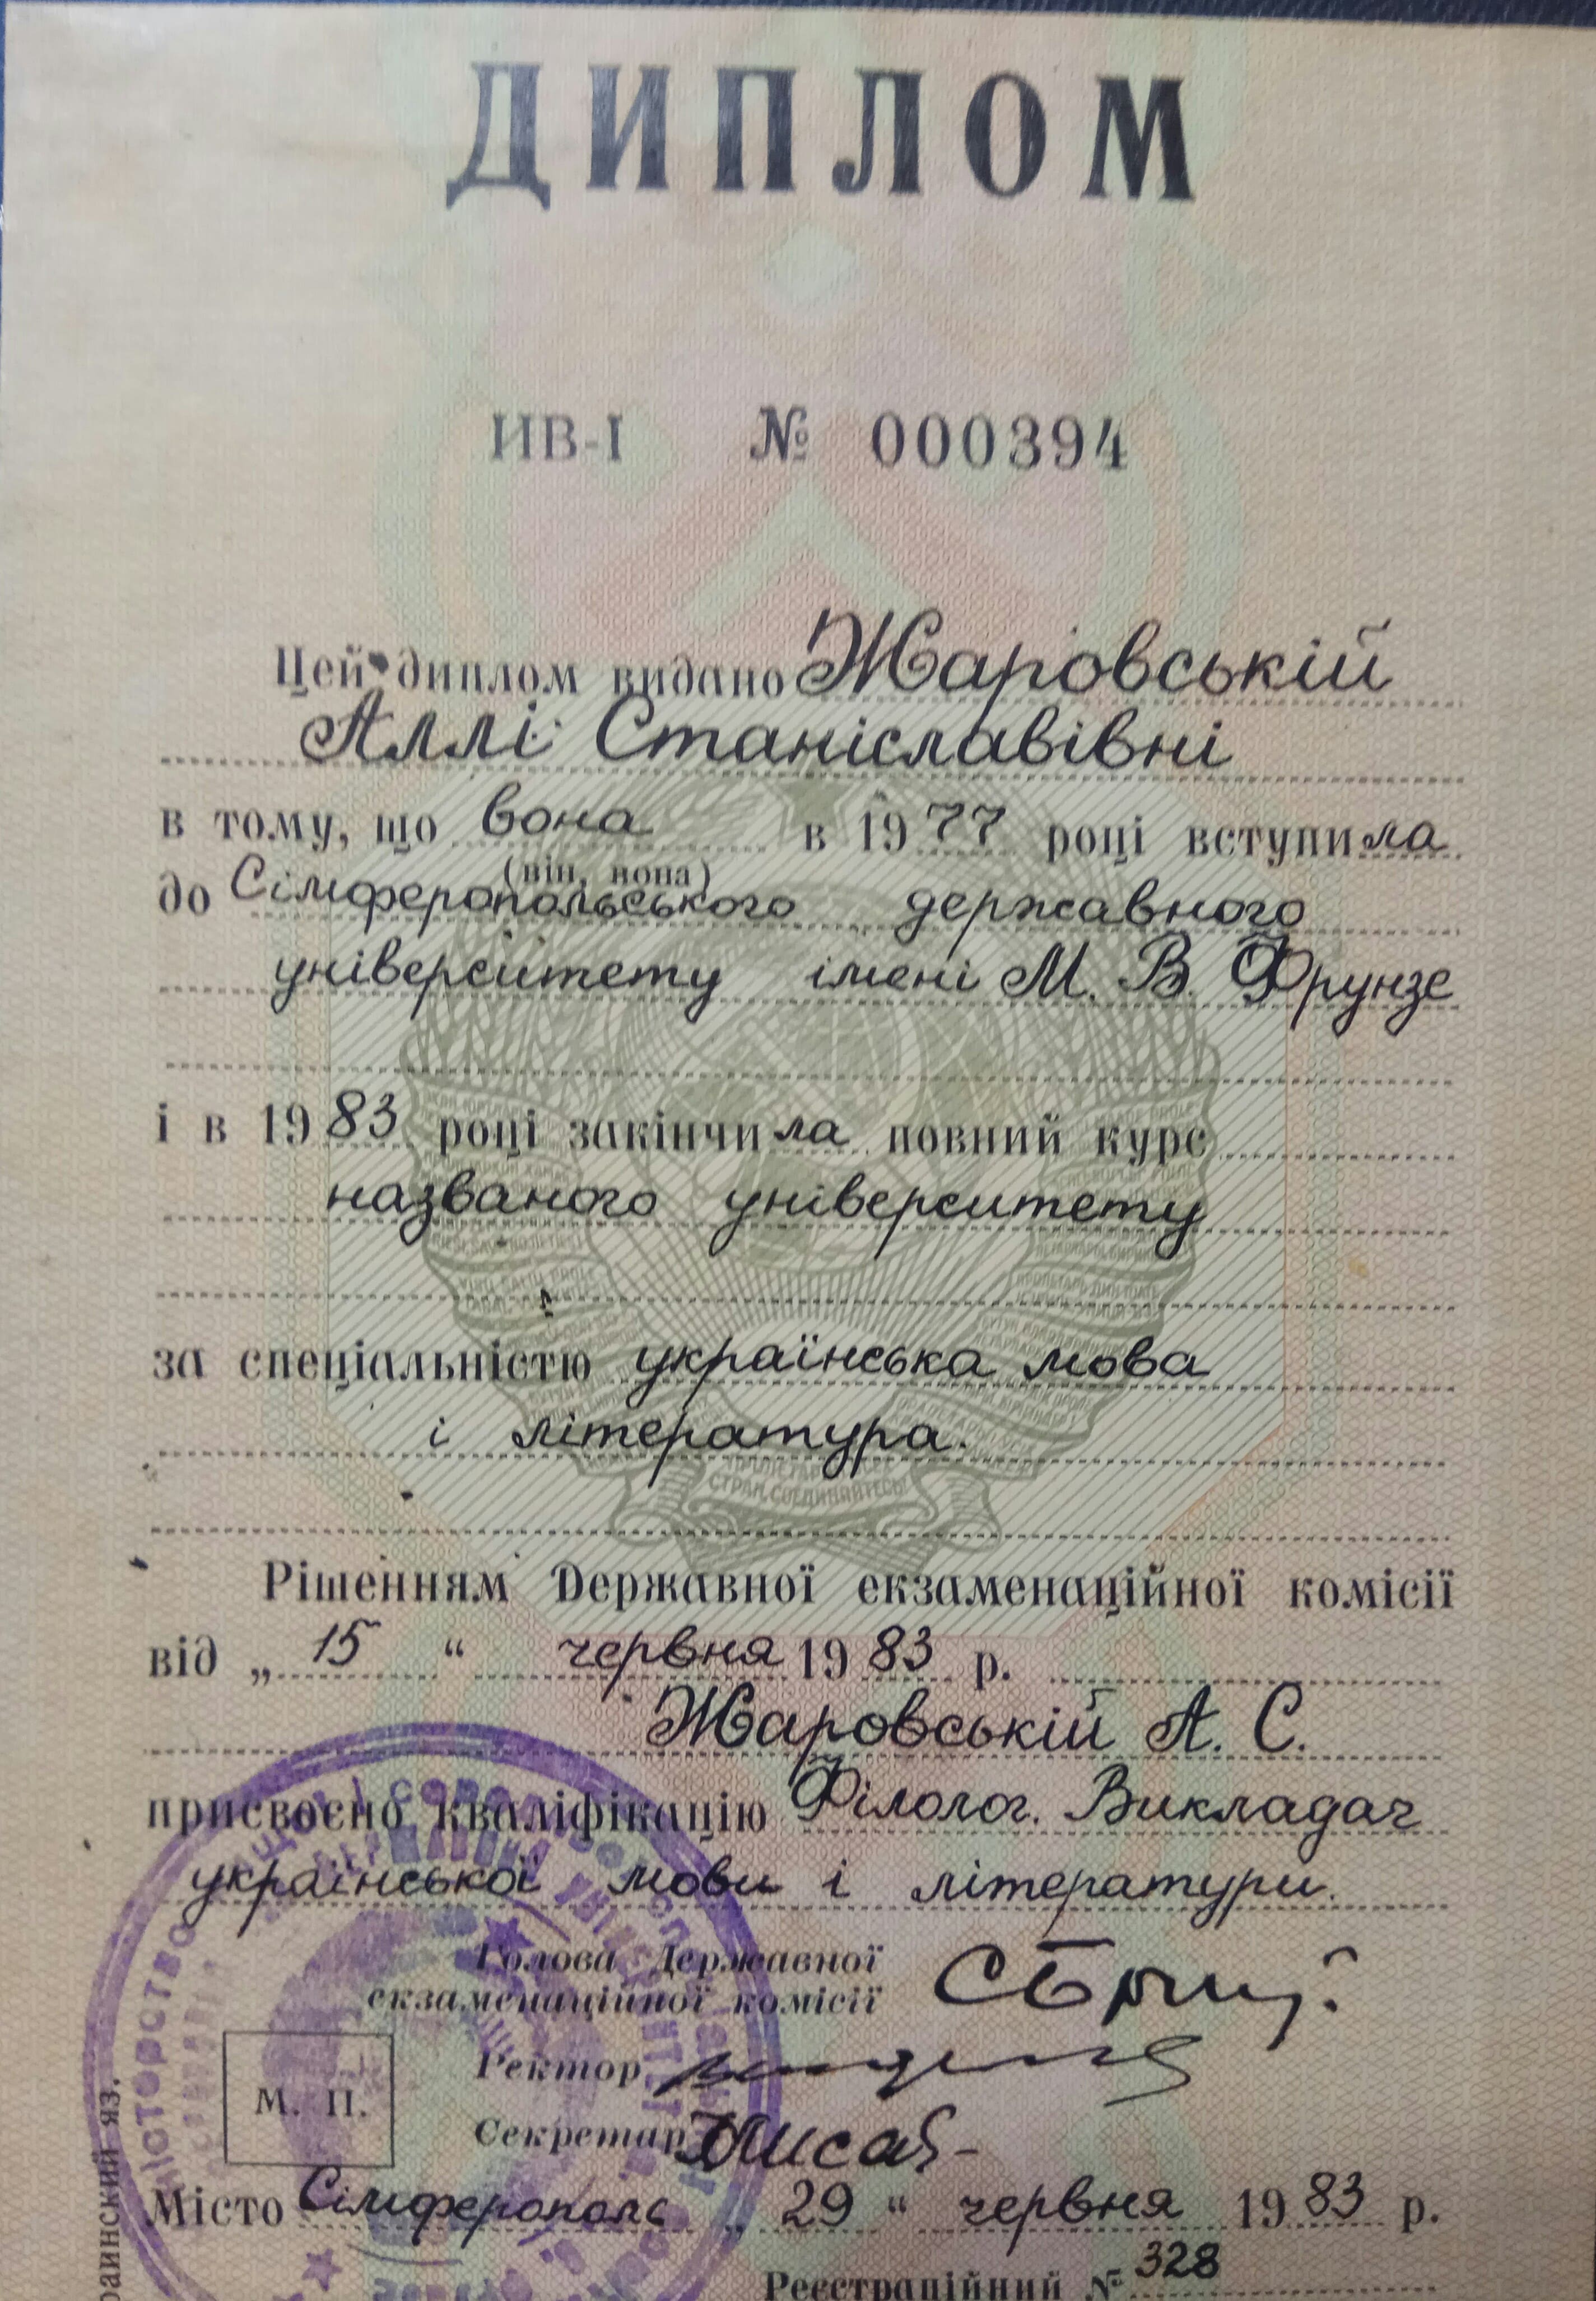 ДИПЛОМ
ИВ-I № 000394
Цей диплом видано Жаровській
Аллі Станіславівні
в тому, що вона в 1977 році вступила
(він, вона)
до Сімферопольського державного
університету імені М. В. Фрунзе
і в 1983 році закінчила повний курс
названого університету
за спеціальністю українська мова
і література.
Рішенням Державної екзаменаційної комісії
від „ 15 “ червня 1983 р.
Жаровській А. С.
присвоєно кваліфікацію Філолог. Викладач
української мови і літератури.
Голова Державної
екзаменаційної комісії
Ректор
М. П.
Секретар
Місто Сімферополь „ 29 “ червня 1983 р.
Реєстраційний № 328